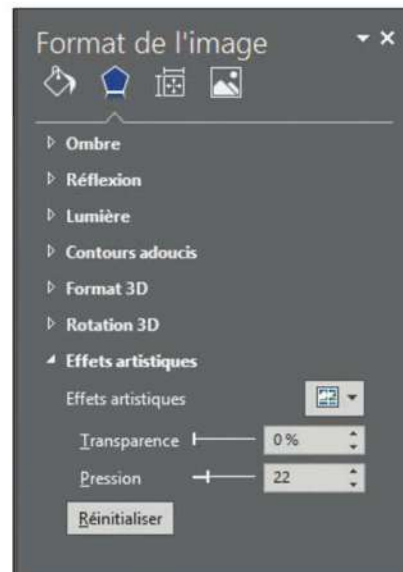 Format de l'image
Ombre
Réflexion
Lumière
Contours adoucis
Format 3D
Rotation 3D
Effets artistiques
Effets artistiques
Transparence 0 %
Pression 22
Réinitialiser